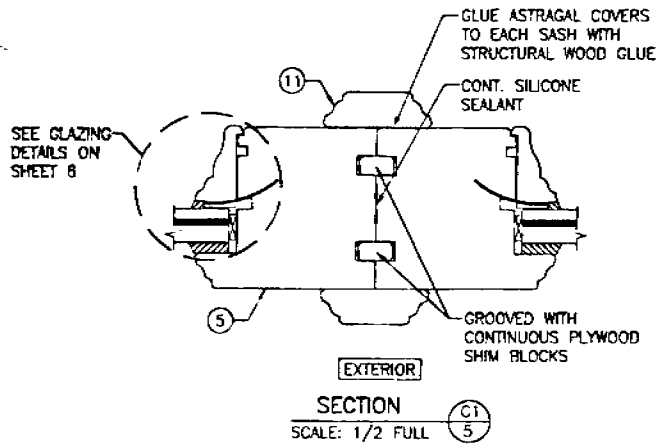 GLUE ASTRAGAL COVERS
TO EACH SASH WITH
STRUCTURAL WOOD GLUE
11
CONT. SILICONE
SEALANT
SEE GLAZING
DETAILS ON
SHEET 6
5
GROOVED WITH
CONTINUOUS PLYWOOD
SHIM BLOCKS
EXTERIOR
SECTION
C1
5
SCALE: 1/2 FULL